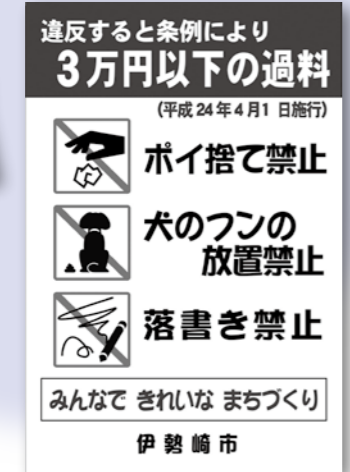 違反すると条例により
3万円以下の過料
(平成24年4月1日施行)
ポイ捨て禁止
犬のフンの
放置禁止
落書き禁止
みんなで きれいな まちづくり
伊勢崎市